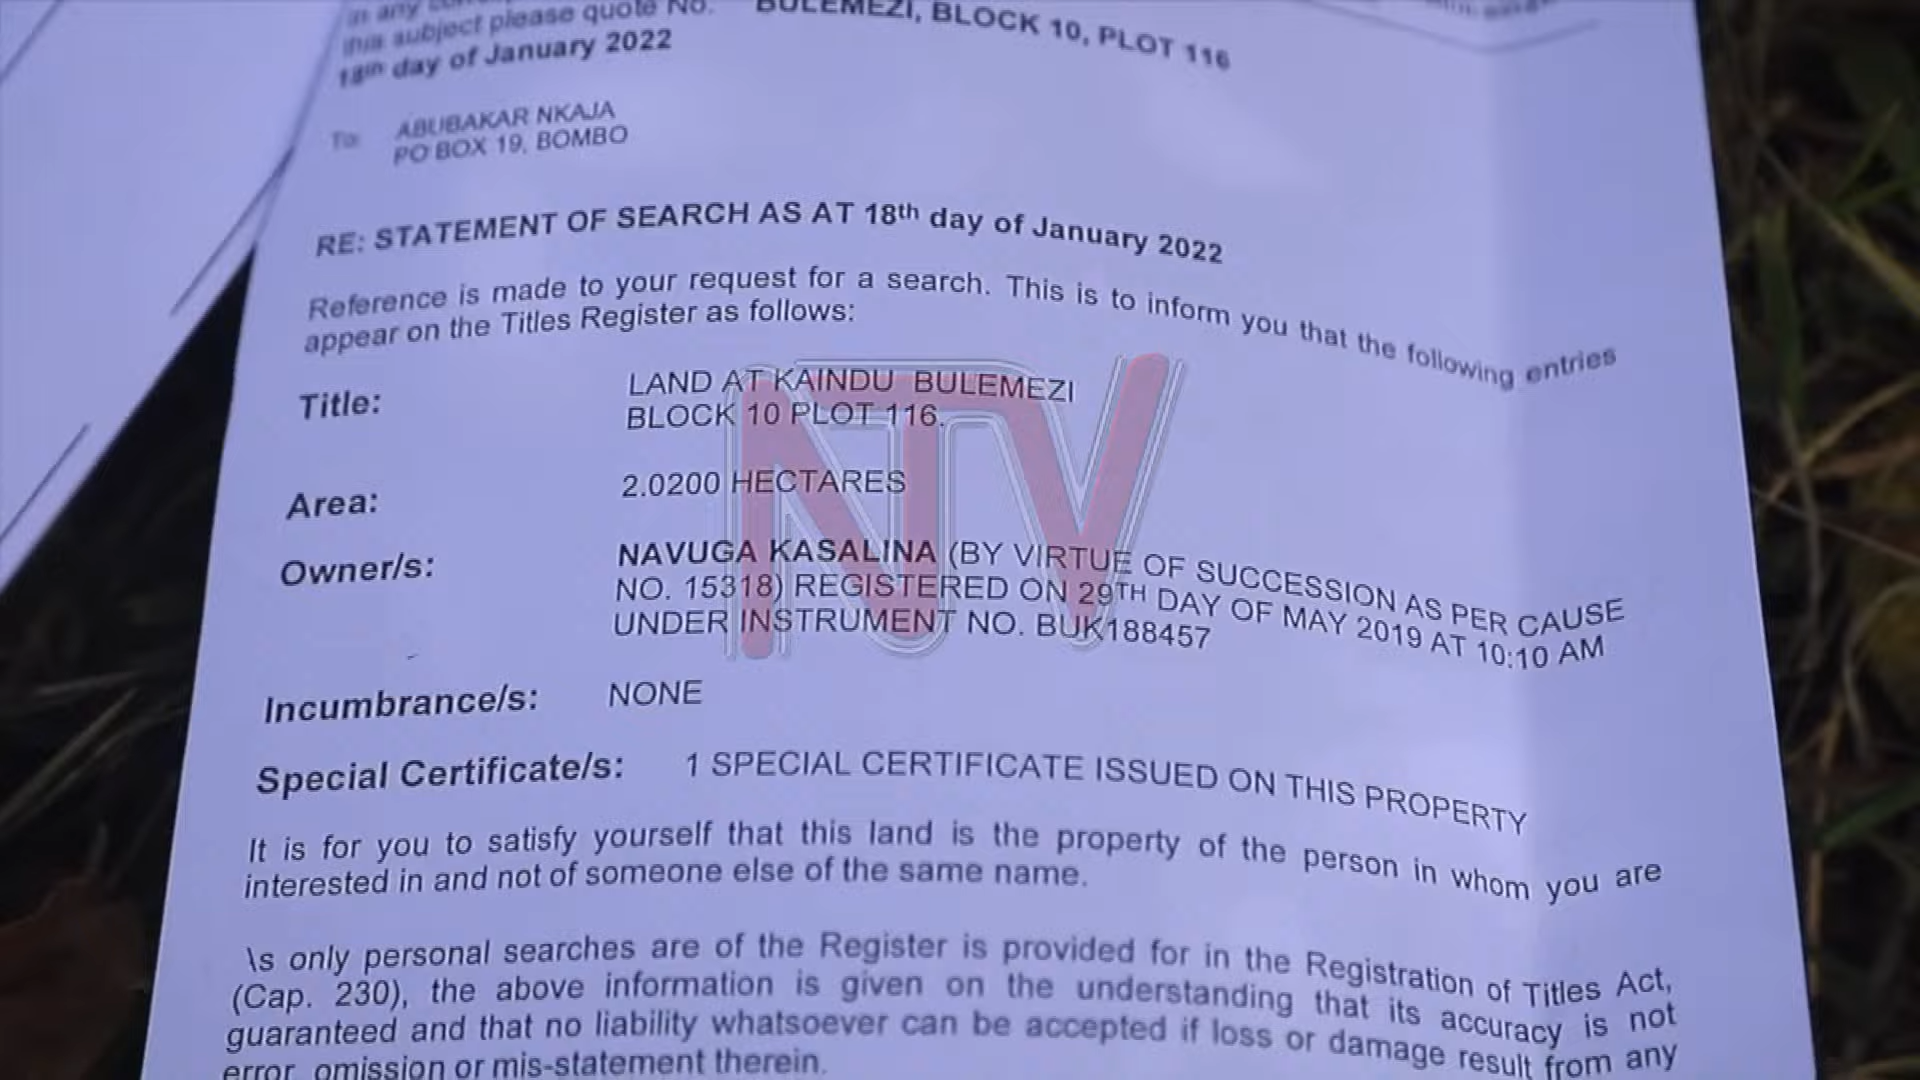 in any
this subject please quote No. BULEMEZI, BLOCK 10, PLOT 116
18th day of January 2022
To: ABUBAKAR NKAJA
PO BOX 19, BOMBO
RE: STATEMENT OF SEARCH AS AT 18th day of January 2022
Reference is made to your request for a search. This is to inform you that the following entries
appear on the Titles Register as follows:
Title: LAND AT KAINDU BULEMEZI
BLOCK 10 PLOT 116.
Area: 2.0200 HECTARES
Owner/s: NAVUGA KASALINA (BY VIRTUE OF SUCCESSION AS PER CAUSE
NO. 15318) REGISTERED ON 29TH DAY OF MAY 2019 AT 10:10 AM
UNDER INSTRUMENT NO. BUK188457
Incumbrance/s: NONE
Special Certificate/s: 1 SPECIAL CERTIFICATE ISSUED ON THIS PROPERTY
It is for you to satisfy yourself that this land is the property of the person in whom you are
interested in and not of someone else of the same name.
\s only personal searches are of the Register is provided for in the Registration of Titles Act,
(Cap. 230), the above information is given on the understanding that its accuracy is not
guaranteed and that no liability whatsoever can be accepted if loss or damage result from any
error, omission or mis-statement therein.
NTV